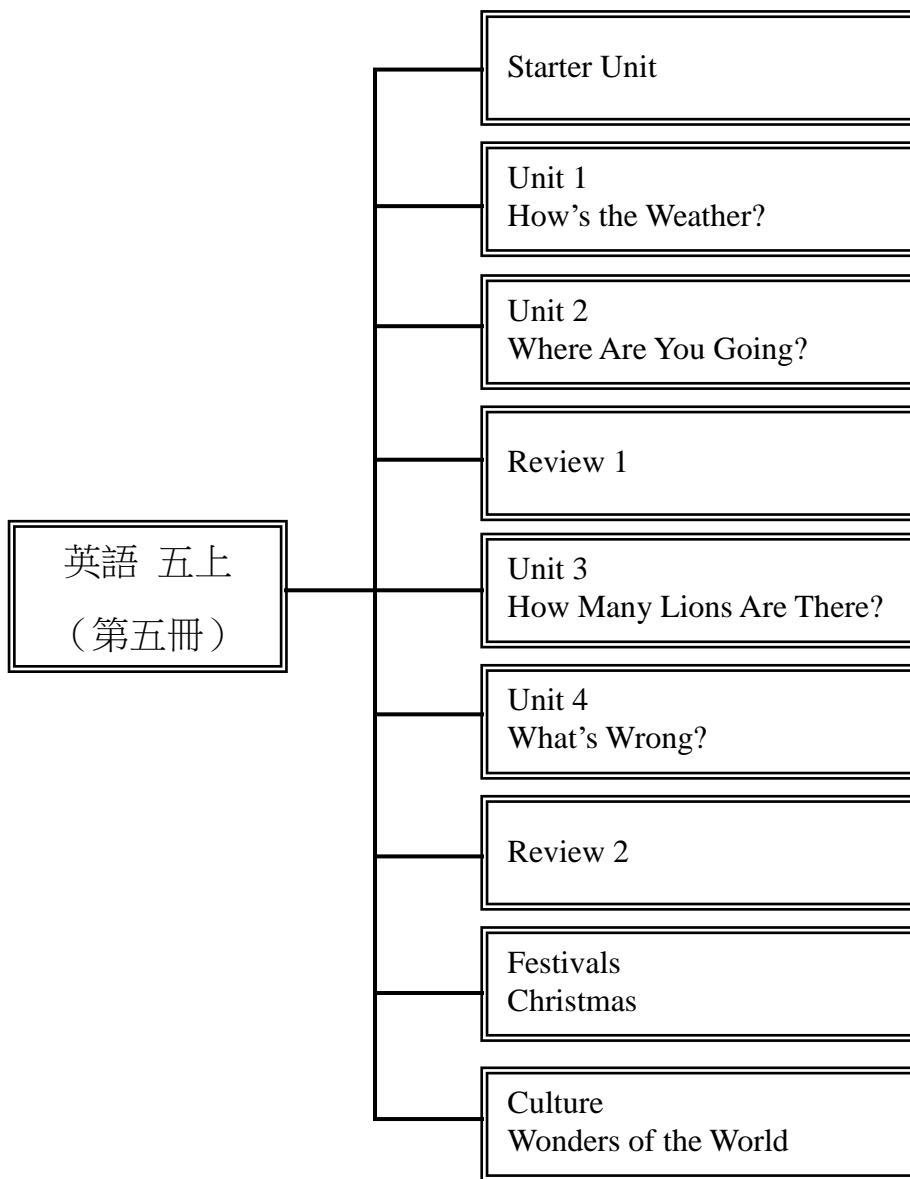 英語 五上
（第五冊）
Starter Unit
Unit 1
How’s the Weather?
Unit 2
Where Are You Going?
Review 1
Unit 3
How Many Lions Are There?
Unit 4
What’s Wrong?
Review 2
Festivals
Christmas
Culture
Wonders of the World